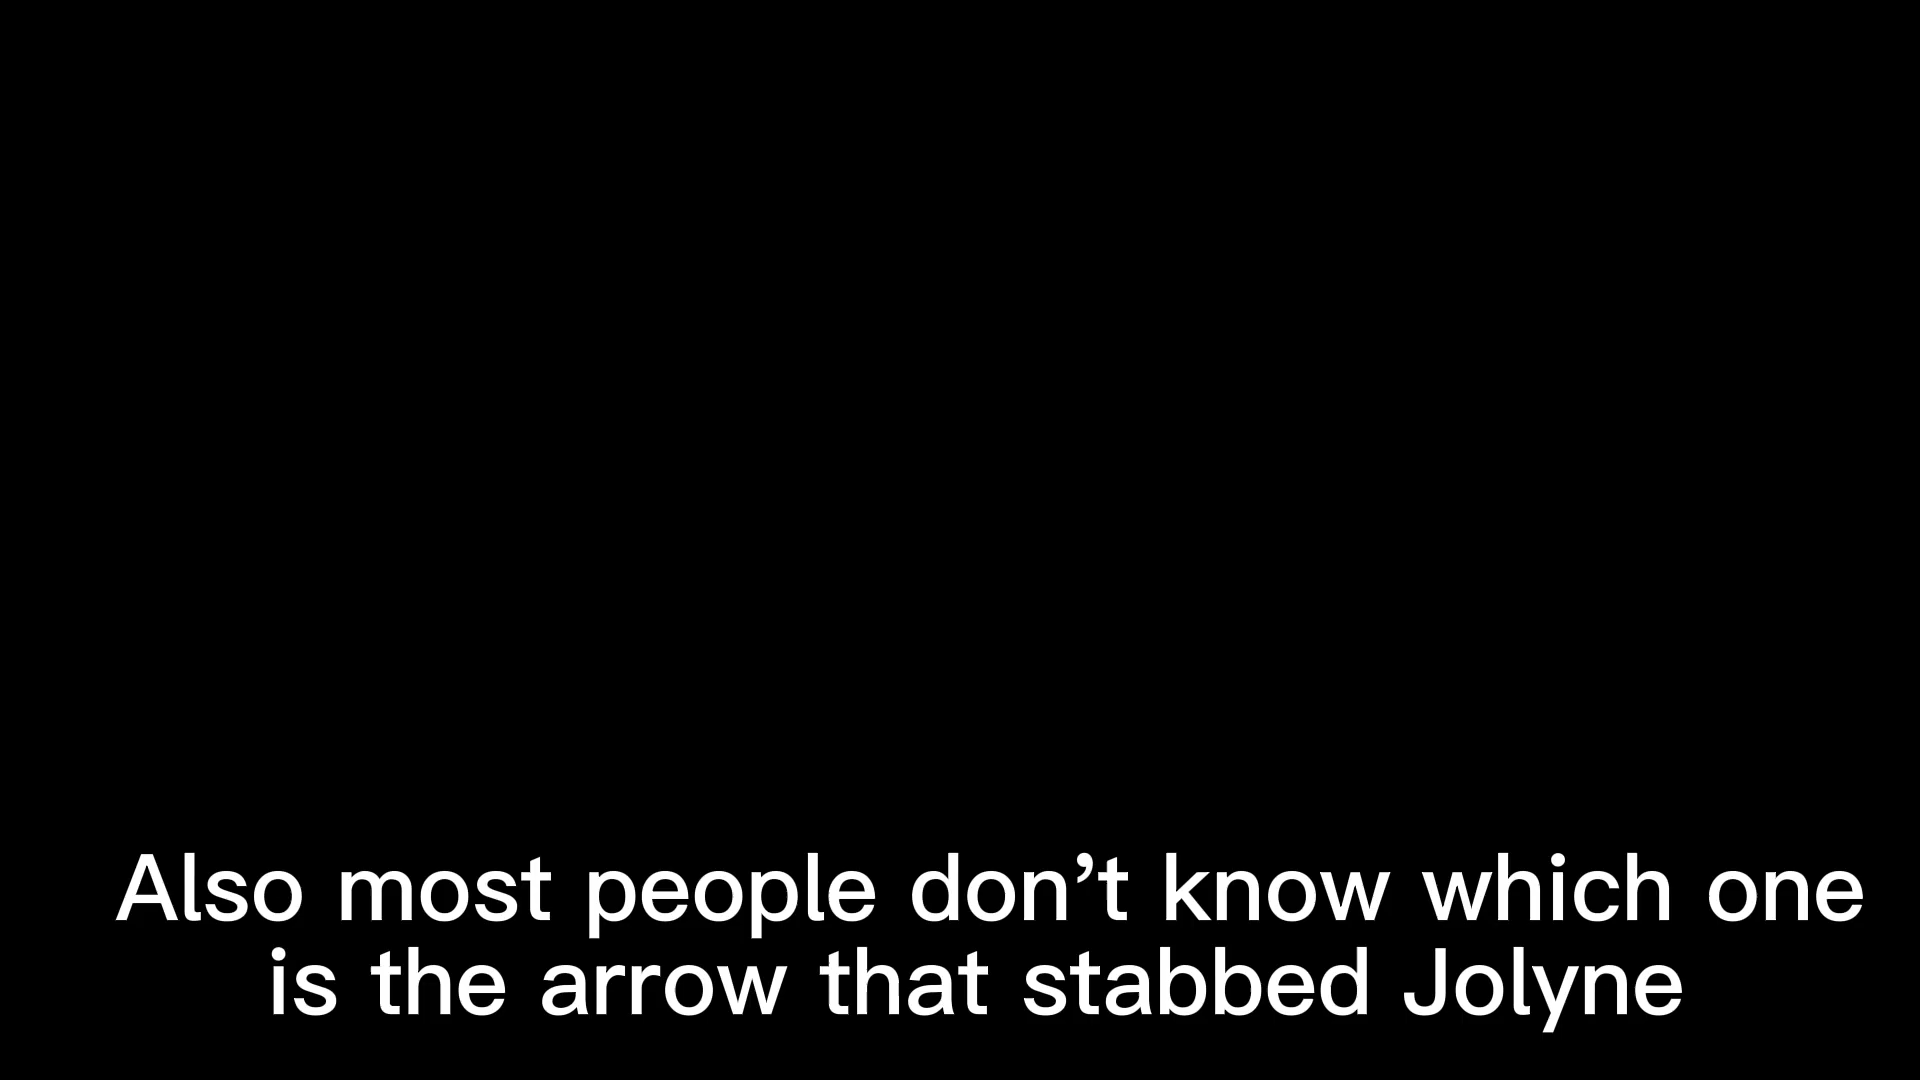 Also most people don’t know which one
is the arrow that stabbed Jolyne